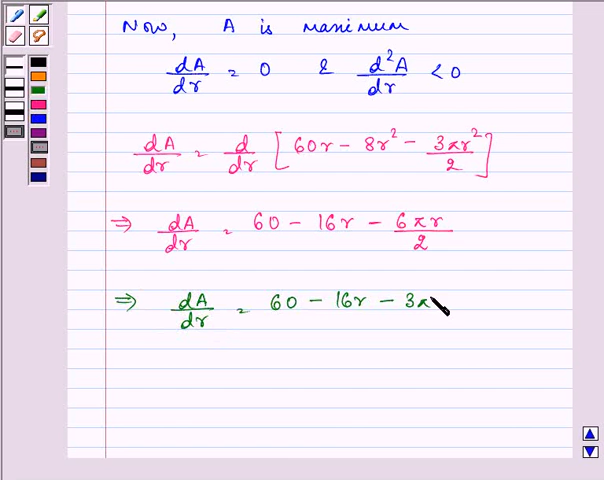 Now, A is maximum
dA/dr = 0 & d²A/dr < 0
dA/dr = d/dr [60r - 8r² - 3πr²/2]
⇒ dA/dr = 60 - 16r - 6πr/2
⇒ dA/dr = 60 - 16r - 3π